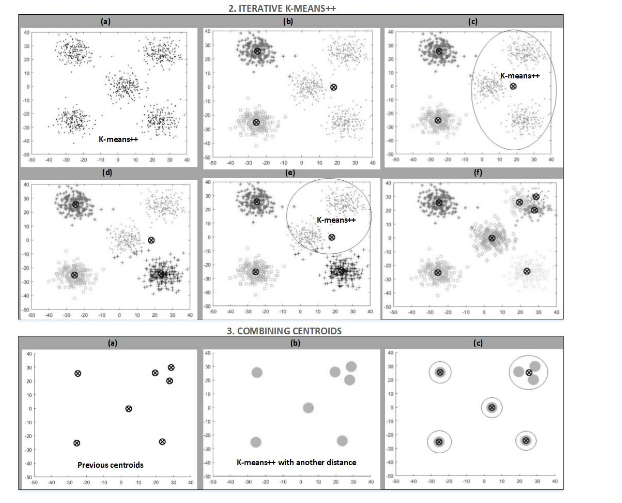 2. ITERATIVE K-MEANS++
(a) (b) (c)
K-means++
K-means++
(d) (e) (f)
K-means++
3. COMBINING CENTROIDS
(a) (b) (c)
Previous centroids K-means++ with another distance